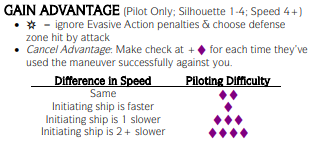 GAIN ADVANTAGE (Pilot Only; Silhouette 1-4; Speed 4+)
• – ignore Evasive Action penalties & choose defense
zone hit by attack
• Cancel Advantage: Make check at + for each time they've
used the maneuver successfully against you.
Difference in Speed Piloting Difficulty
Same
Initiating ship is faster
Initiating ship is 1 slower
Initiating ship is 2+ slower